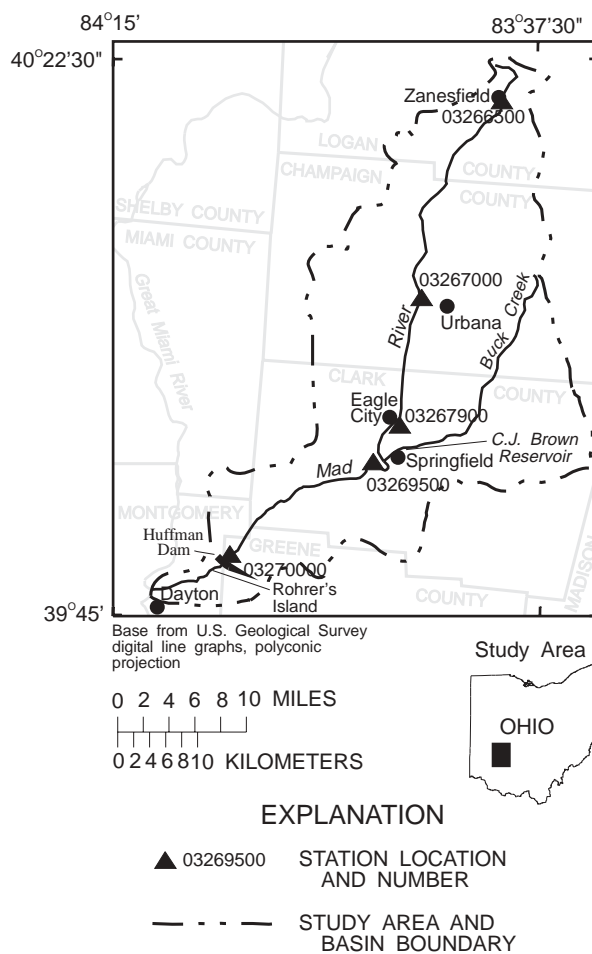 84°15'
83°37'30"
40°22'30"
Zanesfield
03266500
LOGAN
COUNTY
CHAMPAIGN
COUNTY
SHELBY COUNTY
MIAMI COUNTY
Great Miami River
03267000
River
Urbana
Buck Creek
CLARK
COUNTY
Eagle
City
03267900
C.J. Brown
Reservoir
Mad
Springfield
03269500
MONTGOMERY
Huffman
Dam
GREENE
MADISON
03270000
Rohrer's
Island
COUNTY
Dayton
39°45'
Base from U.S. Geological Survey
digital line graphs, polyconic
projection
Study Area
0 2 4 6 8 10 MILES
0 2 4 6 8 10 KILOMETERS
OHIO
EXPLANATION
03269500 STATION LOCATION
AND NUMBER
STUDY AREA AND
BASIN BOUNDARY